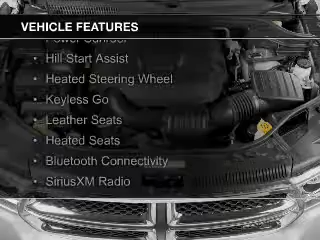 VEHICLE FEATURES
• Hill Start Assist
• Heated Steering Wheel
• Keyless Go
• Leather Seats
• Heated Seats
• Bluetooth Connectivity
• SiriusXM Radio